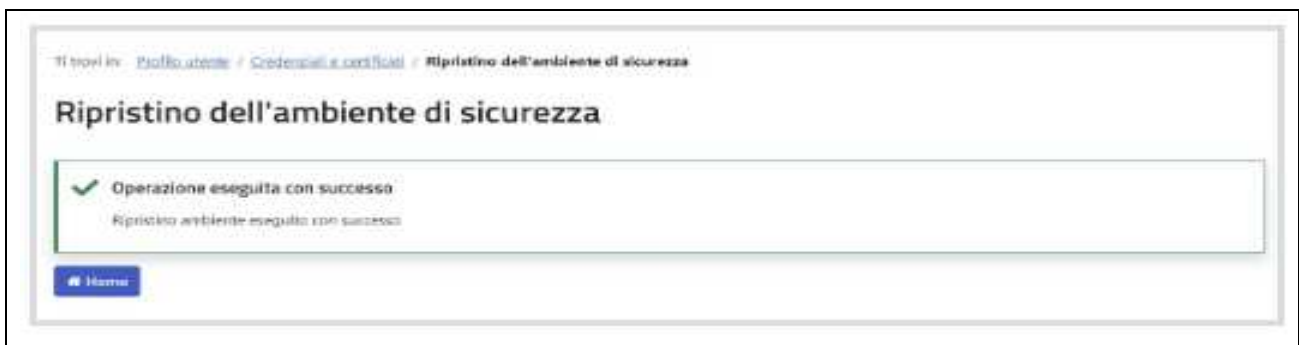 Ti trovi in: Profilo utente / Credenziali e certificati / Ripristino dell'ambiente di sicurezza
Ripristino dell'ambiente di sicurezza
Operazione eseguita con successo
Ripristino ambiente eseguito con successo
Home